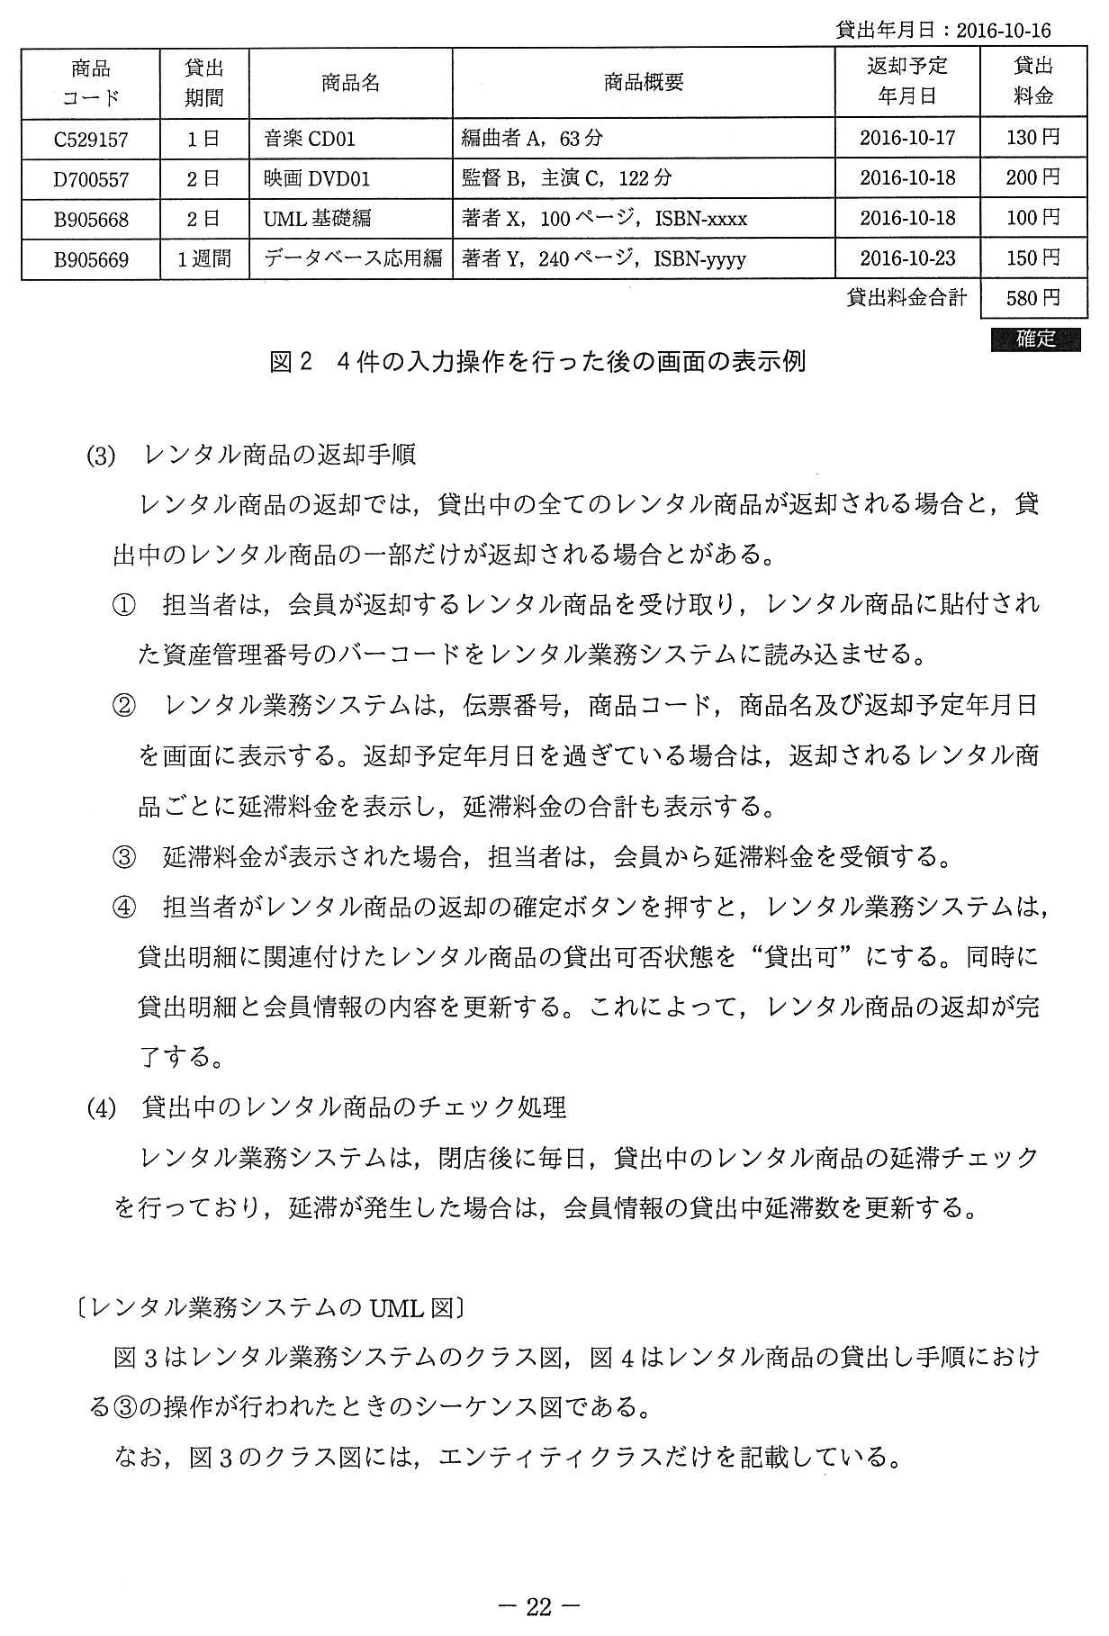 貸出年月日：2016-10-16
商品コード 貸出期間 商品名 商品概要 返却予定年月日 貸出料金
C529157 1日 音楽 CD01 編曲者 A，63分 2016-10-17 130円
D700557 2日 映画 DVD01 監督 B，主演 C，122分 2016-10-18 200円
B905668 2日 UML 基礎編 著者 X，100ページ，ISBN-xxxx 2016-10-18 100円
B905669 1週間 データベース応用編 著者 Y，240ページ，ISBN-yyyy 2016-10-23 150円
貸出料金合計 580円
確定
図2　4件の入力操作を行った後の画面の表示例
(3)　レンタル商品の返却手順
レンタル商品の返却では，貸出中の全てのレンタル商品が返却される場合と，貸
出中のレンタル商品の一部だけが返却される場合とがある。
①　担当者は，会員が返却するレンタル商品を受け取り，レンタル商品に貼付され
た資産管理番号のバーコードをレンタル業務システムに読み込ませる。
②　レンタル業務システムは，伝票番号，商品コード，商品名及び返却予定年月日
を画面に表示する。返却予定年月日を過ぎている場合は，返却されるレンタル商
品ごとに延滞料金を表示し，延滞料金の合計も表示する。
③　延滞料金が表示された場合，担当者は，会員から延滞料金を受領する。
④　担当者がレンタル商品の返却の確定ボタンを押すと，レンタル業務システムは，
貸出明細に関連付けたレンタル商品の貸出可否状態を“貸出可”にする。同時に
貸出明細と会員情報の内容を更新する。これによって，レンタル商品の返却が完
了する。
(4)　貸出中のレンタル商品のチェック処理
レンタル業務システムは，閉店後に毎日，貸出中のレンタル商品の延滞チェック
を行っており，延滞が発生した場合は，会員情報の貸出中延滞数を更新する。
〔レンタル業務システムの UML 図〕
図3はレンタル業務システムのクラス図，図4はレンタル商品の貸出し手順におけ
る③の操作が行われたときのシーケンス図である。
なお，図3のクラス図には，エンティティクラスだけを記載している。
－ 22 －